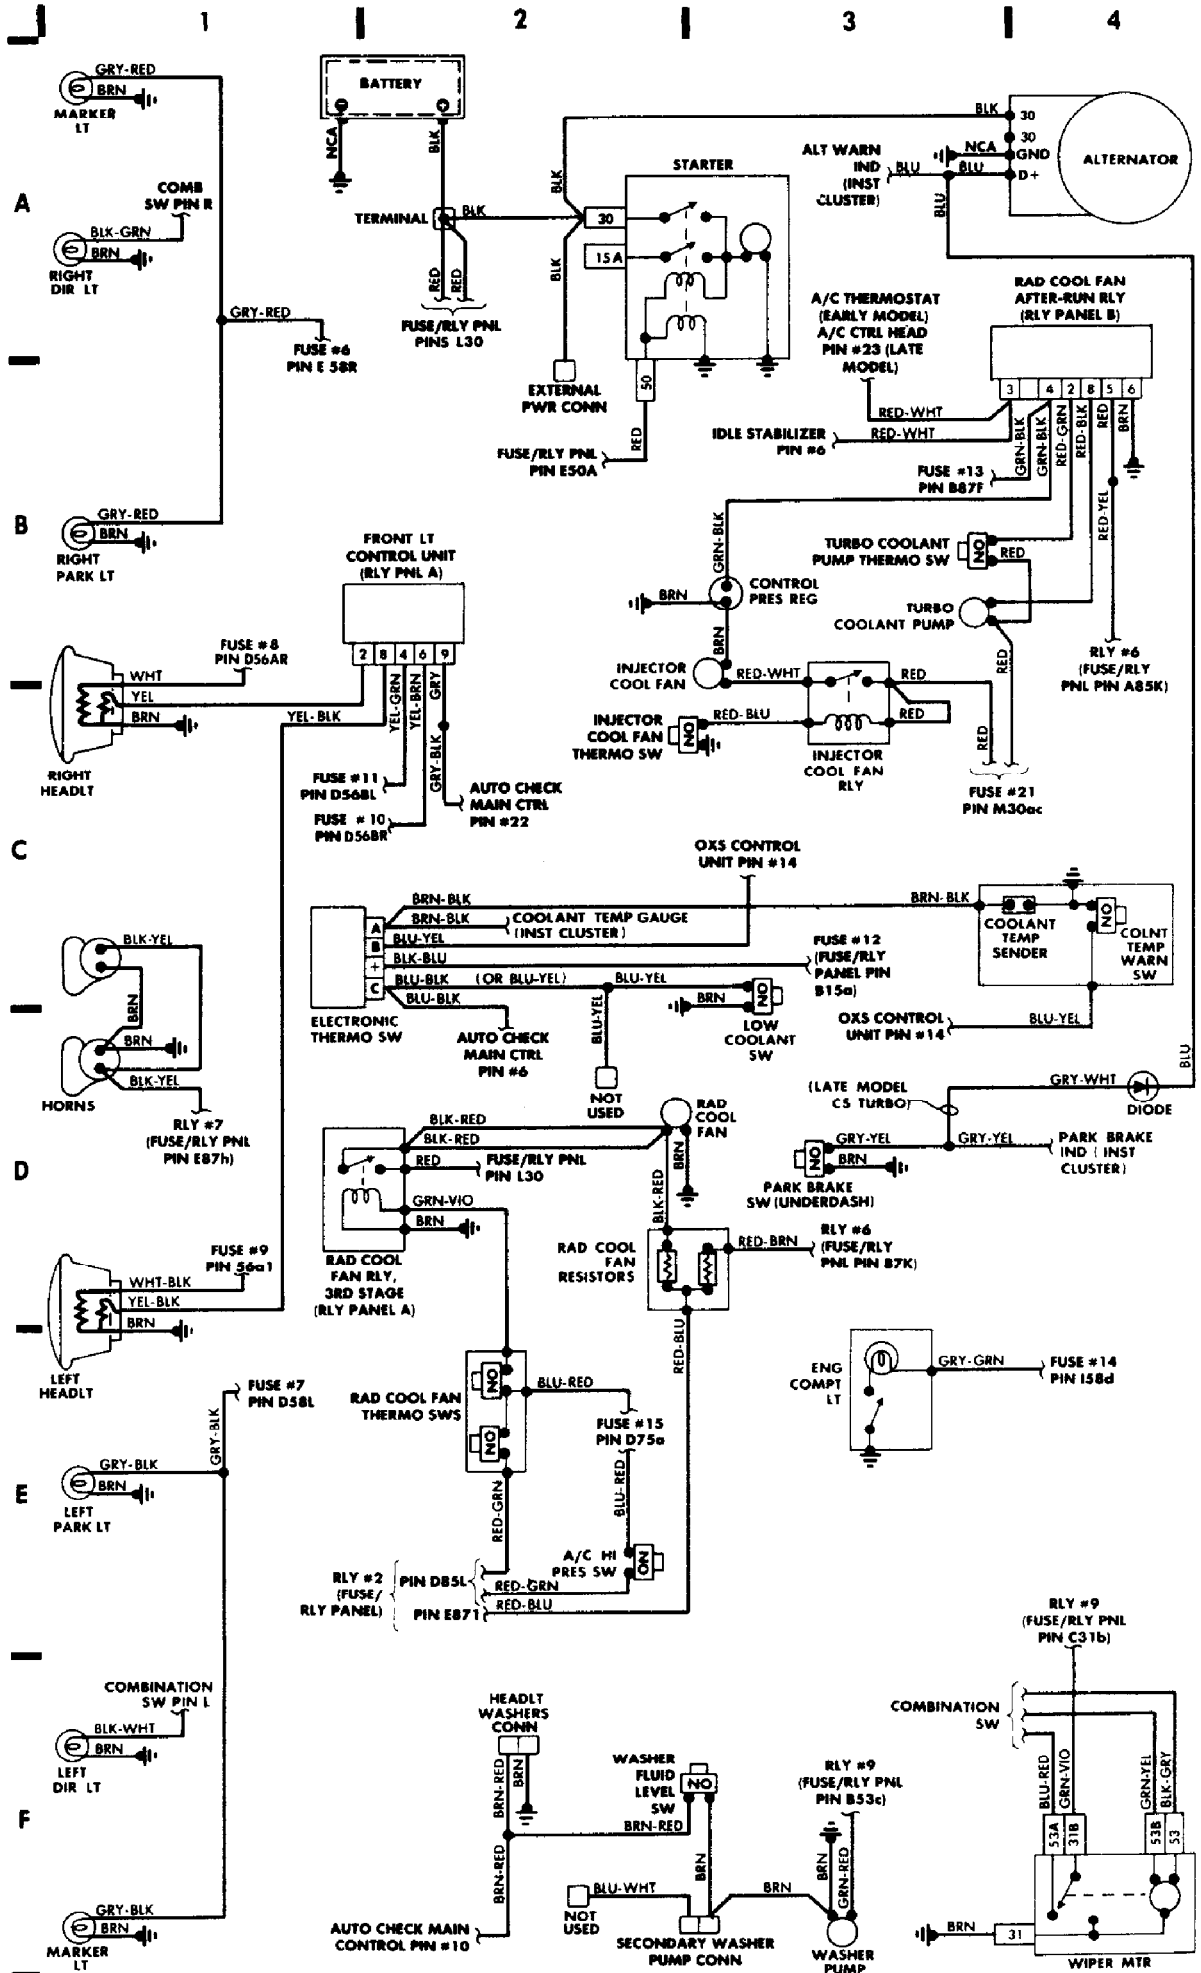 1 2 3 4
A
B
C
D
E
F
GRY-RED
BRN
MARKER
LT
COMB
SW PIN R
BLK-GRN
BRN
RIGHT
DIR LT
GRY-RED
FUSE #6
PIN E 58R
GRY-RED
BRN
RIGHT
PARK LT
FUSE #8
PIN D56AR
WHT
YEL
BRN
RIGHT
HEADLT
BLK-YEL
BRN
BRN
BLK-YEL
HORNS
RLY #7
(FUSE/RLY PNL
PIN E87h)
FUSE #9
PIN 56a1
WHT-BLK
YEL-BLK
BRN
LEFT
HEADLT
FUSE #7
PIN D58L
GRY-BLK
GRY-BLK
BRN
LEFT
PARK LT
COMBINATION
SW PIN L
BLK-WHT
BRN
LEFT
DIR LT
GRY-BLK
BRN
MARKER
LT
BATTERY
NCA
BLK
TERMINAL
BLK
RED
RED
FUSE/RLY PNL
PINS L30
BLK
BLK
EXTERNAL
PWR CONN
STARTER
30
15A
50
RED
FUSE/RLY PNL
PIN E50A
BLK
30
30
NCA
GND
ALT WARN
IND
(INST
CLUSTER)
BLU
BLU
D+
BLU
ALTERNATOR
RAD COOL FAN
AFTER-RUN RLY
(RLY PANEL B)
3 4 2 8 5 6
A/C THERMOSTAT
(EARLY MODEL)
A/C CTRL HEAD
PIN #23 (LATE
MODEL)
RED-WHT
IDLE STABILIZER
PIN #6
RED-WHT
GRN-BLK
GRN-BLK
RED-GRN
RED-BLK
RED
BRN
FUSE #13
PIN B87F
RED-YEL
RLY #6
(FUSE/RLY
PNL PIN A85K)
TURBO COOLANT
PUMP THERMO SW
NO
RED
TURBO
COOLANT PUMP
RED
GRN-BLK
BRN
CONTROL
PRES REG
BRN
INJECTOR
COOL FAN
RED-WHT
RED
INJECTOR
COOL FAN
THERMO SW
NO
RED-BLU
RED
INJECTOR
COOL FAN
RLY
RED
FUSE #21
PIN M30ac
FRONT LT
CONTROL UNIT
(RLY PNL A)
2 8 4 6 9
YEL-BLK
YEL-GRN
YEL-BRN
GRY
GRY-BLK
FUSE #11
PIN D56BL
FUSE #10
PIN D56BR
AUTO CHECK
MAIN CTRL
PIN #22
OXS CONTROL
UNIT PIN #14
BRN-BLK
BRN-BLK
BRN-BLK
COOLANT TEMP GAUGE
(INST CLUSTER)
A
B
+
C
BLU-YEL
BLK-BLU
BLU-BLK
(OR BLU-YEL)
BLU-YEL
BLU-BLK
BLU-YEL
ELECTRONIC
THERMO SW
AUTO CHECK
MAIN CTRL
PIN #6
NOT
USED
FUSE #12
(FUSE/RLY
PANEL PIN
B15a)
BRN
NO
LOW
COOLANT
SW
COOLANT
TEMP
SENDER
NO
COLNT
TEMP
WARN
SW
OXS CONTROL
UNIT PIN #14
BLU-YEL
BLU
GRY-WHT
DIODE
(LATE MODEL
CS TURBO)
GRY-YEL
GRY-YEL
NO
BRN
PARK BRAKE
SW (UNDERDASH)
PARK BRAKE
IND (INST
CLUSTER)
BLK-RED
BLK-RED
RAD
COOL
FAN
RED
FUSE/RLY PNL
PIN L30
GRN-VIO
BRN
RAD COOL
FAN RLY,
3RD STAGE
(RLY PANEL A)
BRN
BLK-RED
RAD COOL
FAN
RESISTORS
RED-BRN
RLY #6
(FUSE/RLY
PNL PIN 87K)
RED-BLU
RAD COOL FAN
THERMO SWS
NO
NO
BLU-RED
FUSE #15
PIN D75a
RED-GRN
BLU-RED
A/C HI
PRES SW
NO
RLY #2
(FUSE/
RLY PANEL)
PIN D85L
RED-GRN
PIN E871
RED-BLU
ENG
COMPT
LT
GRY-GRN
FUSE #14
PIN I58d
HEADLT
WASHERS
CONN
BRN-RED
BRN
BRN-RED
BRN-RED
AUTO CHECK MAIN
CONTROL PIN #10
WASHER
FLUID
LEVEL
SW
NO
BRN
BLU-WHT
NOT
USED
BRN
SECONDARY WASHER
PUMP CONN
RLY #9
(FUSE/RLY PNL
PIN B53c)
BRN
GRN-RED
WASHER
PUMP
RLY #9
(FUSE/RLY PNL
PIN C31b)
COMBINATION
SW
BLU-RED
GRN-VIO
GRN-YEL
BLK-GRY
53A
31B
53B
53
BRN
31
WIPER MTR